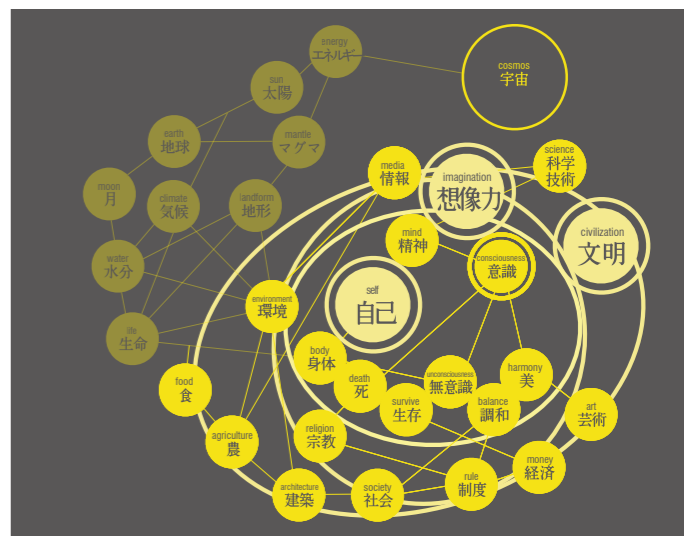 energy
エネルギー
cosmos
宇宙
sun
太陽
earth
地球
mantle
マグマ
media
情報
imagination
想像力
science
科学
技術
moon
月
climate
気候
landform
地形
mind
精神
civilization
文明
water
水分
consciousness
意識
self
自己
environment
環境
life
生命
body
身体
food
食
death
死
unconsciousness
無意識
harmony
美
survive
生存
balance
調和
art
芸術
agriculture
農
religion
宗教
money
経済
architecture
建築
society
社会
rule
制度